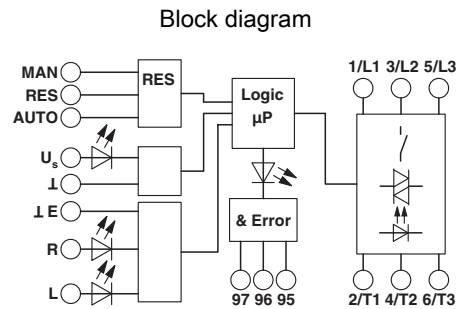 Block diagram
MAN
RES
AUTO
RES
Us
⊥
⊥ E
R
L
Logic
µP
& Error
97 96 95
1/L1 3/L2 5/L3
2/T1 4/T2 6/T3